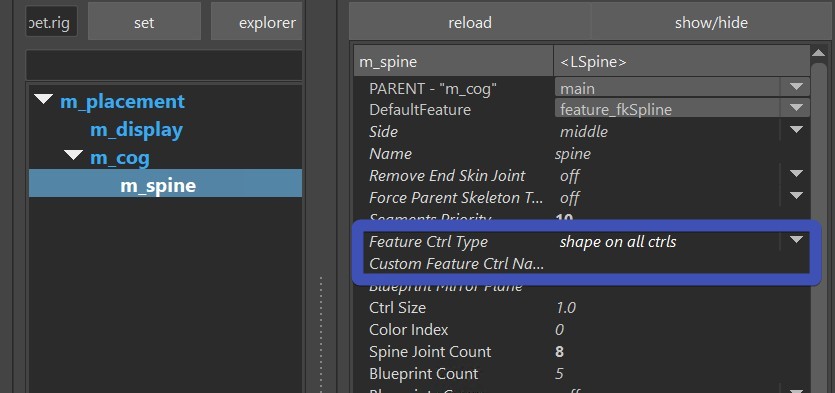 pet.rig set explorer
m_placement
m_display
m_cog
m_spine
reload show/hide
m_spine <LSpine>
PARENT - "m_cog" main
DefaultFeature feature_fkSpline
Side middle
Name spine
Remove End Skin Joint off
Force Parent Skeleton T... off
Segments Priority 10
Feature Ctrl Type shape on all ctrls
Custom Feature Ctrl Na...
Blueprint Mirror Plane
Ctrl Size 1.0
Color Index 0
Spine Joint Count 8
Blueprint Count 5
off